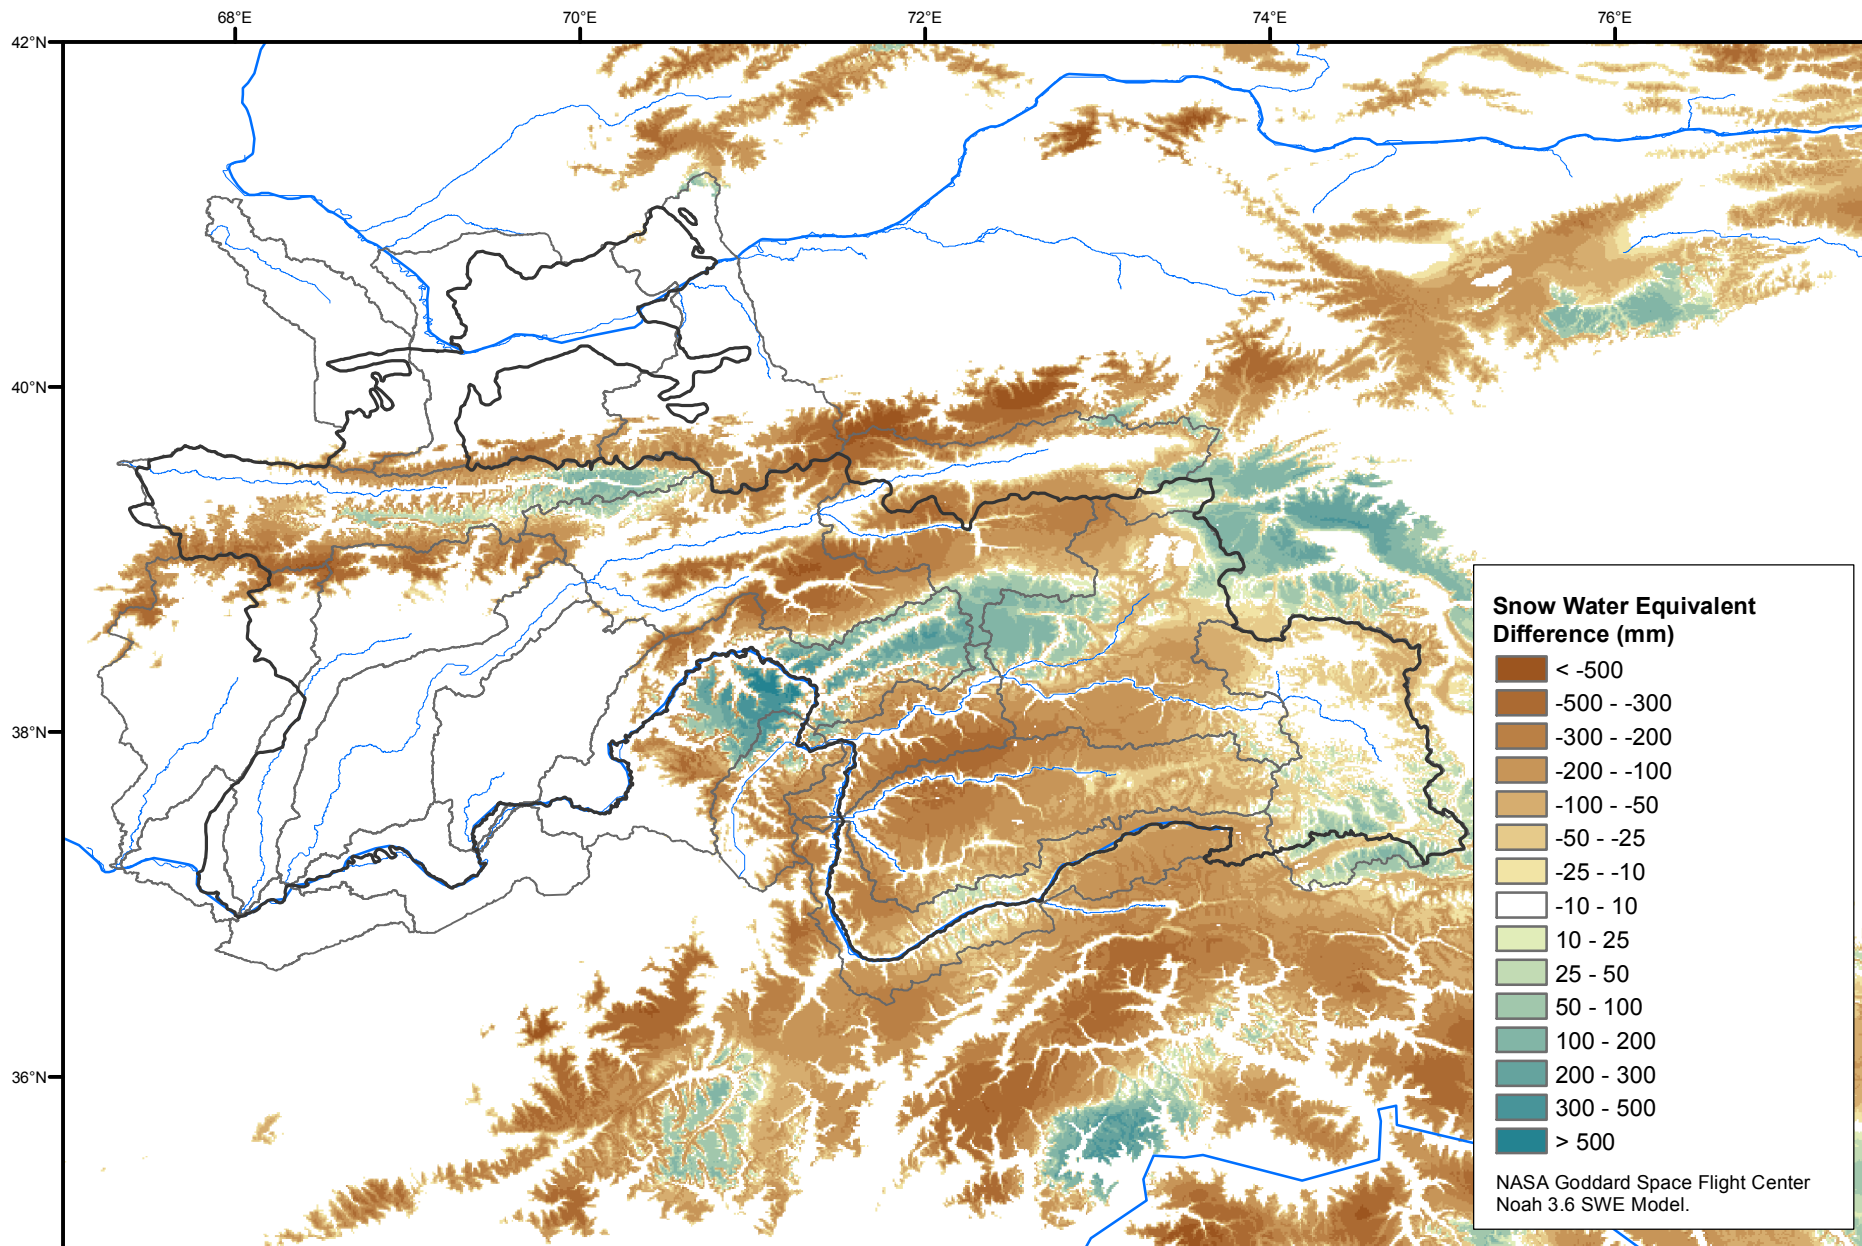 68°E
70°E
72°E
74°E
76°E
42°N
40°N
38°N
36°N
Snow Water Equivalent
Difference (mm)
< -500
-500 - -300
-300 - -200
-200 - -100
-100 - -50
-50 - -25
-25 - -10
-10 - 10
10 - 25
25 - 50
50 - 100
100 - 200
200 - 300
300 - 500
> 500
NASA Goddard Space Flight Center
Noah 3.6 SWE Model.